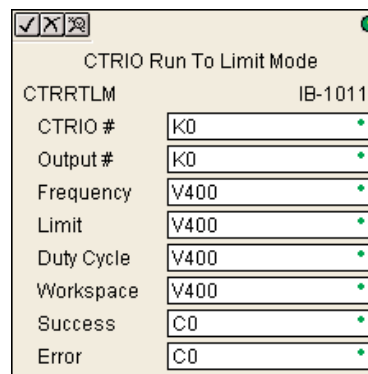 CTRIO Run To Limit Mode
CTRRTLM IB-1011
CTRIO # K0
Output # K0
Frequency V400
Limit V400
Duty Cycle V400
Workspace V400
Success C0
Error C0